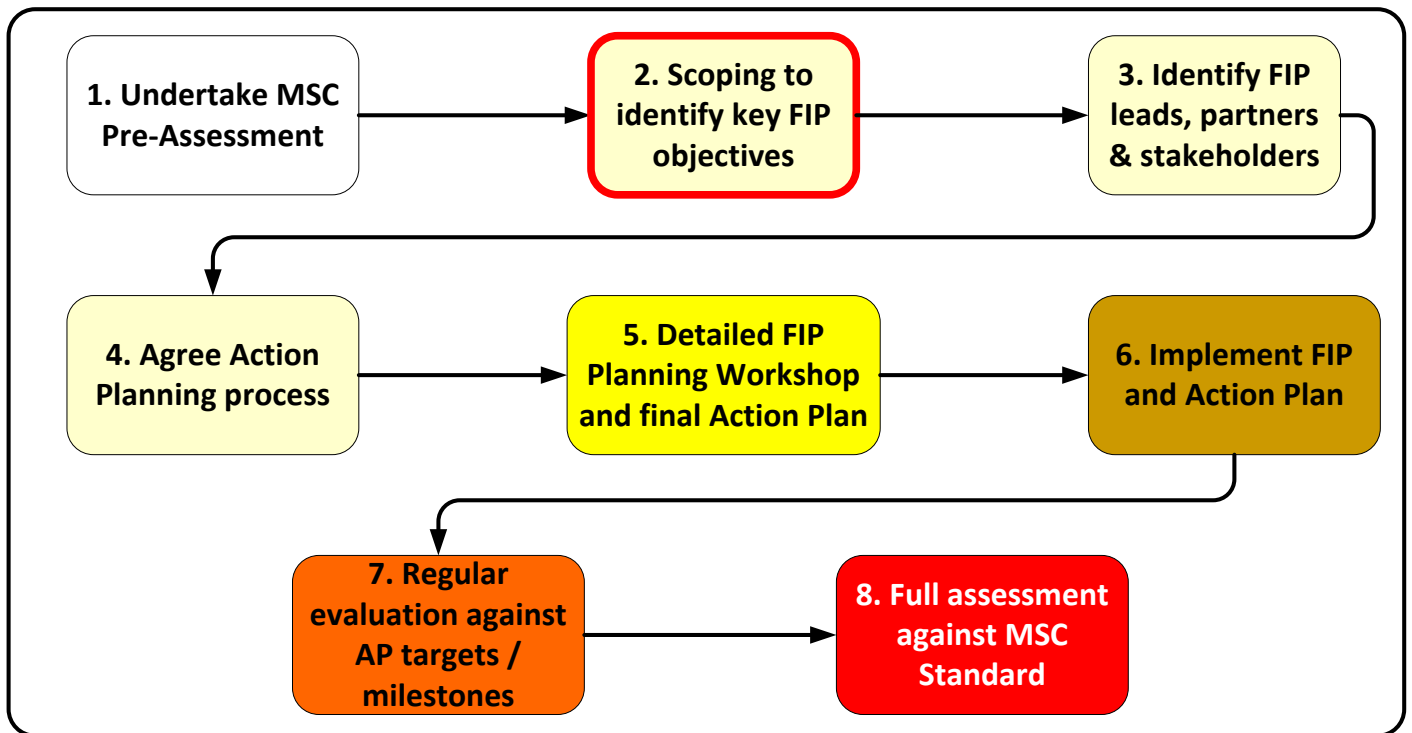 1. Undertake MSC
Pre-Assessment
2. Scoping to
identify key FIP
objectives
3. Identify FIP
leads, partners
& stakeholders
4. Agree Action
Planning process
5. Detailed FIP
Planning Workshop
and final Action Plan
6. Implement FIP
and Action Plan
7. Regular
evaluation against
AP targets /
milestones
8. Full assessment
against MSC
Standard